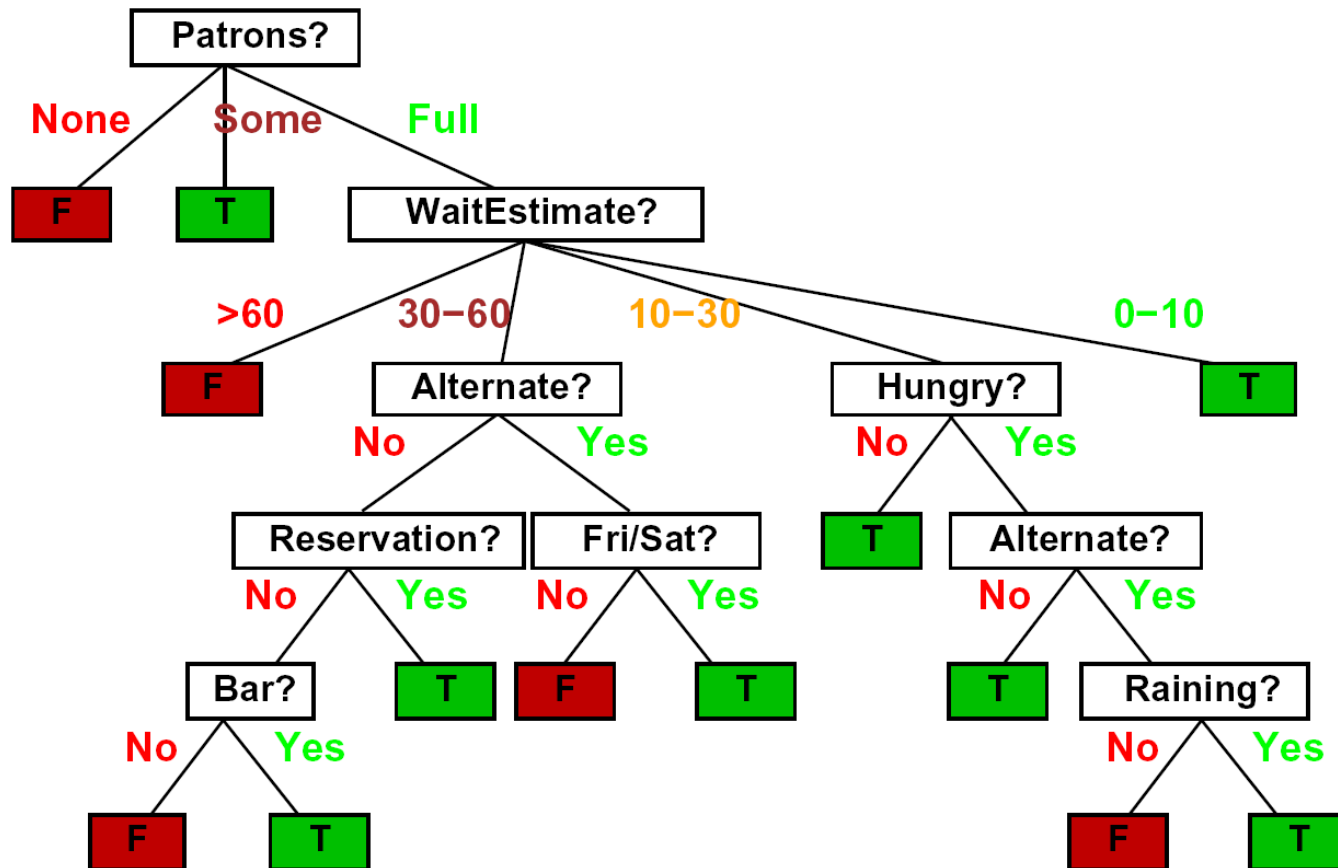 Patrons?
None Some Full
F T WaitEstimate?
>60 30−60 10−30 0−10
F Alternate? Hungry? T
No Yes No Yes
Reservation? Fri/Sat? T Alternate?
No Yes No Yes No Yes
Bar? T F T T Raining?
No Yes No Yes
F T F T